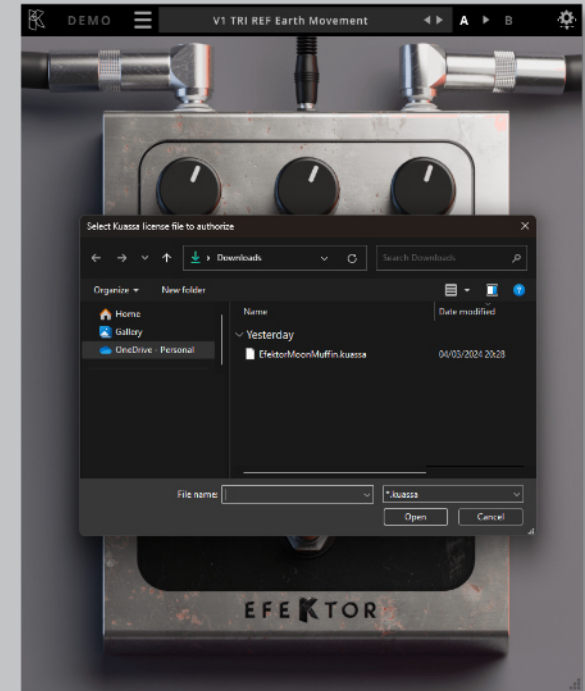 DEMO V1 TRI REF Earth Movement A B
Select Kuassa license file to authorize
Downloads Search Downloads
Organize New folder
Name Date modified
Home
Gallery
OneDrive - Personal
Yesterday
EfektorMoonMuffin.kuassa 04/03/2024 20:28
File name: *.kuassa
Open Cancel
EFEKTOR